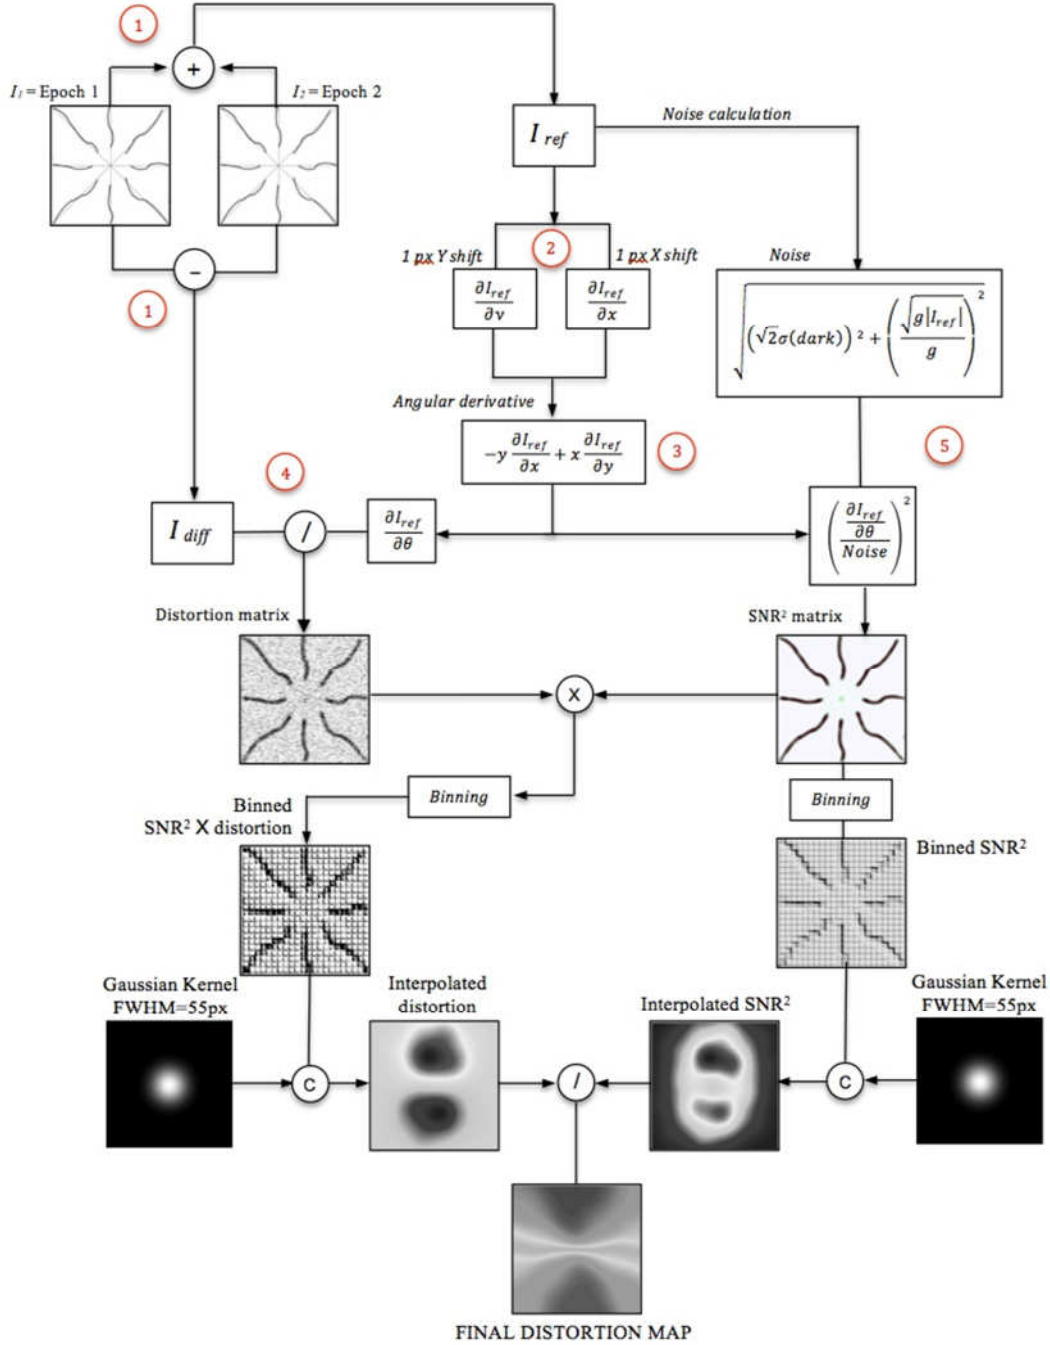 1
+
I₁ = Epoch 1
I₂ = Epoch 2
I ref
Noise calculation
−
1
2
1 px Y shift
1 px X shift
Noise
∂I_ref / ∂v
∂I_ref / ∂x
√((√2σ(dark))² + (√(g|I_ref|) / g)²)
Angular derivative
−y ∂I_ref/∂x + x ∂I_ref/∂y
3
5
4
I diff
/
∂I_ref / ∂θ
(∂I_ref/∂θ / Noise)²
Distortion matrix
SNR² matrix
X
Binning
Binning
Binned
SNR² X distortion
Binned SNR²
Gaussian Kernel
FWHM=55px
Interpolated
distortion
Interpolated SNR²
Gaussian Kernel
FWHM=55px
C
/
C
FINAL DISTORTION MAP